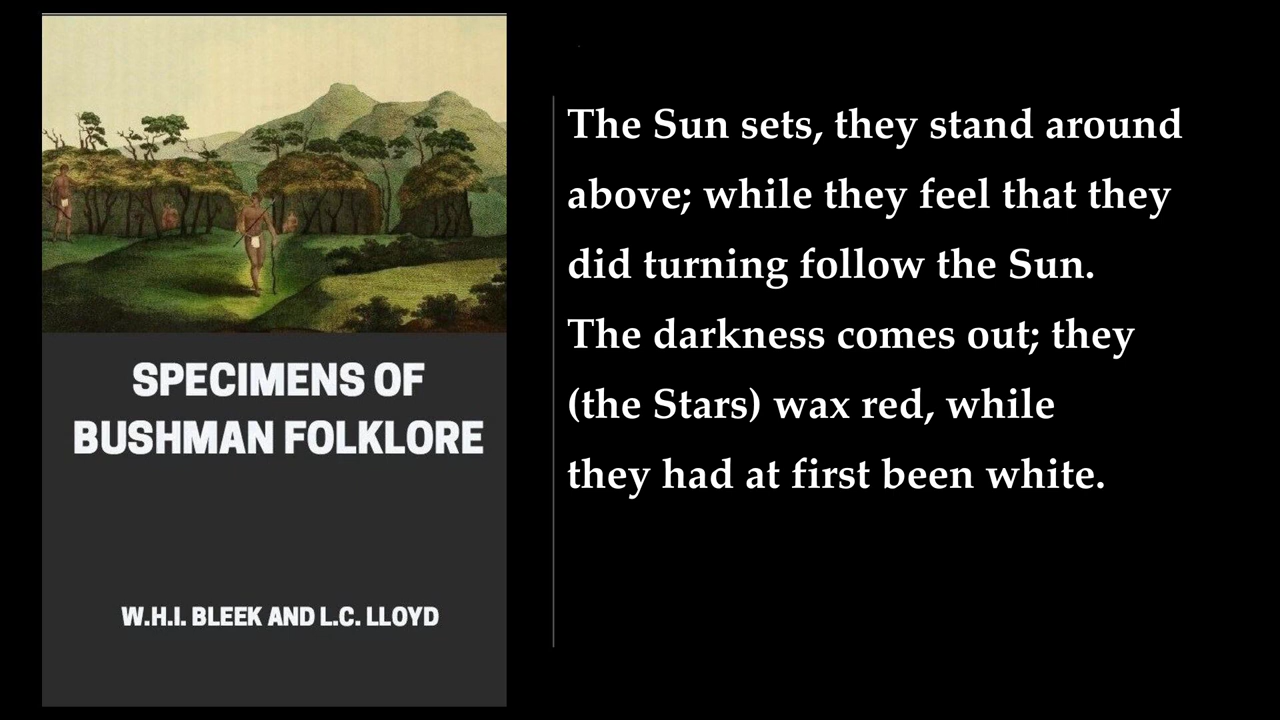 SPECIMENS OF
BUSHMAN FOLKLORE
W.H.I. BLEEK AND L.C. LLOYD
The Sun sets, they stand around
above; while they feel that they
did turning follow the Sun.
The darkness comes out; they
(the Stars) wax red, while
they had at first been white.